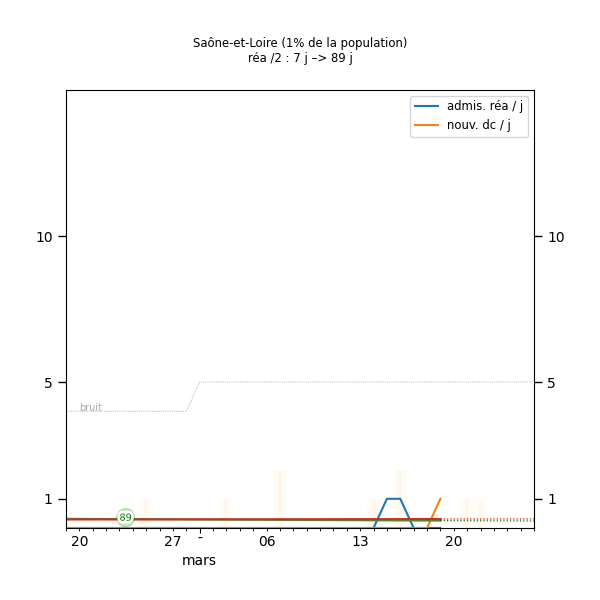 Saône-et-Loire (1% de la population)
réa /2 : 7 j –> 89 j
admis. réa / j
nouv. dc / j
10 10
5 5
bruit
1 1
89
20 27 - 06 13 20
mars